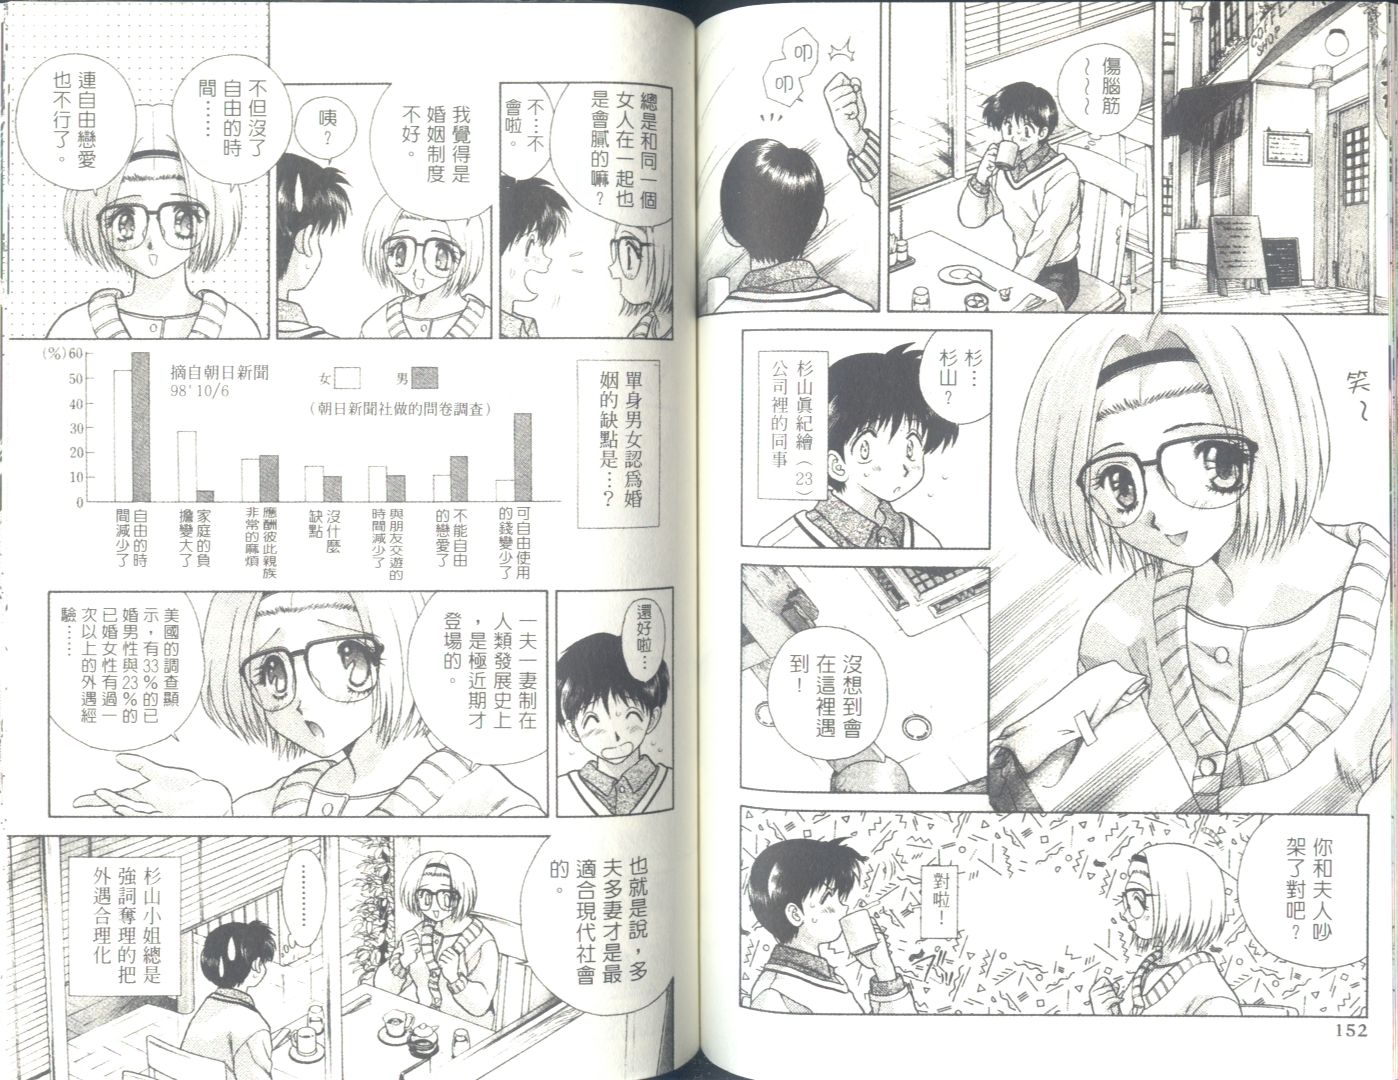 COFFEE
SHOP
傷腦筋
～～～
叩
叩
笑～
杉…
杉山?
杉山眞紀繪(23)
公司裡的同事
沒想到會
在這裡遇
到!
你和夫人吵
架了對吧?
對啦!
152
總是和同一個
女人在一起也
是會膩的嘛?
不…不
會啦。
我覺得是
婚姻制度
不好。
咦?
不但沒了
自由的時
間……
連自由戀愛
也不行了。
單身男女認爲婚
姻的缺點是…?
(%)
60
50
40
30
20
10
0
摘自朝日新聞
98'10/6
女
男
(朝日新聞社做的問卷調查)
自由的時
間減少了
家庭的負
擔變大了
應酬彼此親族
非常的麻煩
沒什麼
缺點
與朋友交遊的
時間減少了
不能自由
的戀愛了
可自由使用
的錢變少了
還好啦…
一夫一妻制在
人類發展史上
,是極近期才
登場的。
美國的調查顯
示,有33%的已
婚男性與23%的
已婚女性有過一
次以上的外遇經
驗……
也就是說,多
夫多妻才是最
適合現代社會
的。
………
杉山小姐總是
強詞奪理的把
外遇合理化